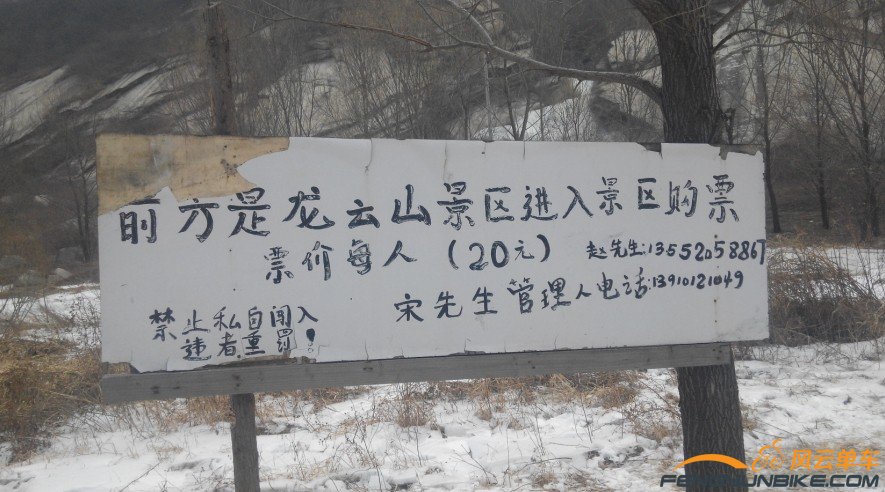 前方是龙云山景区进入景区购票
票价每人(20元) 赵先生:13552058867
宋先生管理人电话:13910121049
禁止私自闯入
违者重罚!
风云单车
FENGYUNBIKE.COM